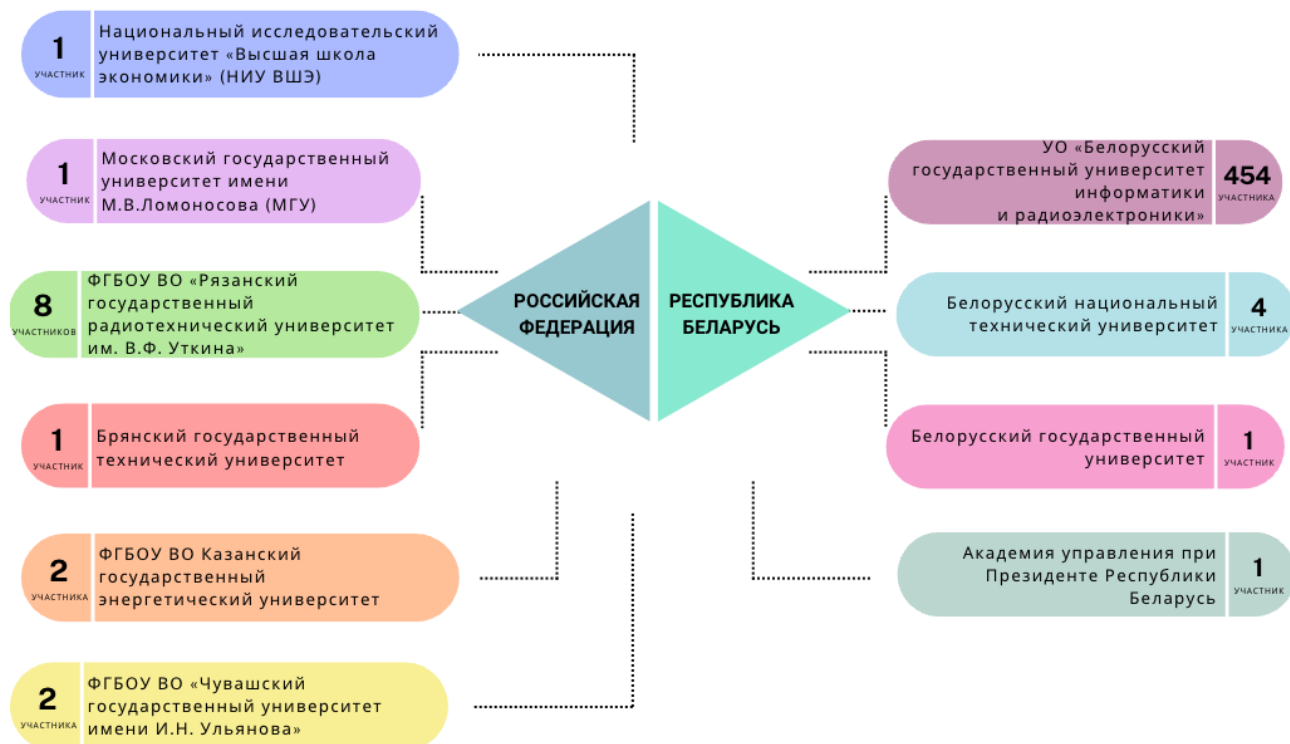 1
УЧАСТНИК
Национальный исследовательский
университет «Высшая школа
экономики» (НИУ ВШЭ)
1
УЧАСТНИК
Московский государственный
университет имени
М.В.Ломоносова (МГУ)
8
УЧАСТНИКОВ
ФГБОУ ВО «Рязанский
государственный
радиотехнический университет
им. В.Ф. Уткина»
1
УЧАСТНИК
Брянский государственный
технический университет
2
УЧАСТНИКА
ФГБОУ ВО Казанский
государственный
энергетический университет
2
УЧАСТНИКА
ФГБОУ ВО «Чувашский
государственный университет
имени И.Н. Ульянова»
РОССИЙСКАЯ
ФЕДЕРАЦИЯ
РЕСПУБЛИКА
БЕЛАРУСЬ
УО «Белорусский
государственный университет
информатики
и радиоэлектроники»
454
УЧАСТНИКА
Белорусский национальный
технический университет
4
УЧАСТНИКА
Белорусский государственный
университет
1
УЧАСТНИК
Академия управления при
Президенте Республики
Беларусь
1
УЧАСТНИК